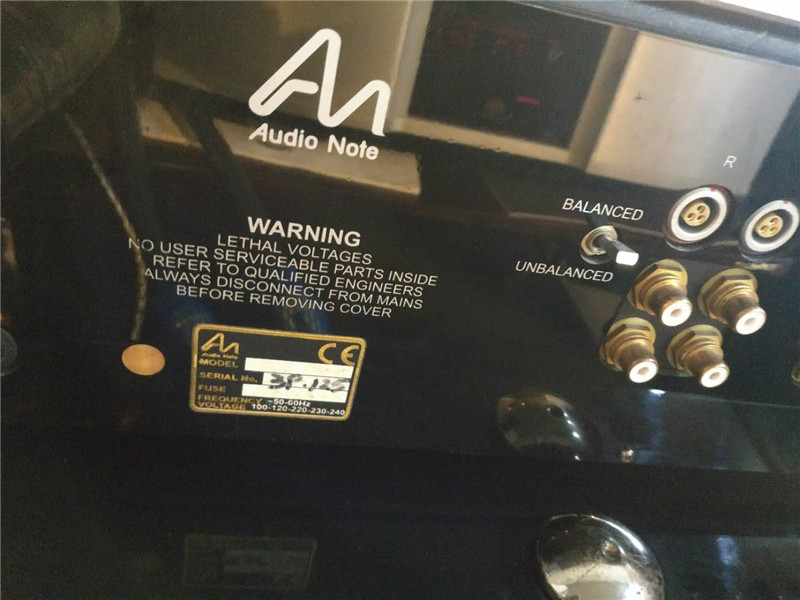 Audio Note
R
BALANCED
UNBALANCED
WARNING
LETHAL VOLTAGES
NO USER SERVICEABLE PARTS INSIDE
REFER TO QUALIFIED ENGINEERS
ALWAYS DISCONNECT FROM MAINS
BEFORE REMOVING COVER
Audio Note
CE
MODEL
SERIAL No.
FUSE
FREQUENCY ~50-60Hz
VOLTAGE 100-120-220-230-240